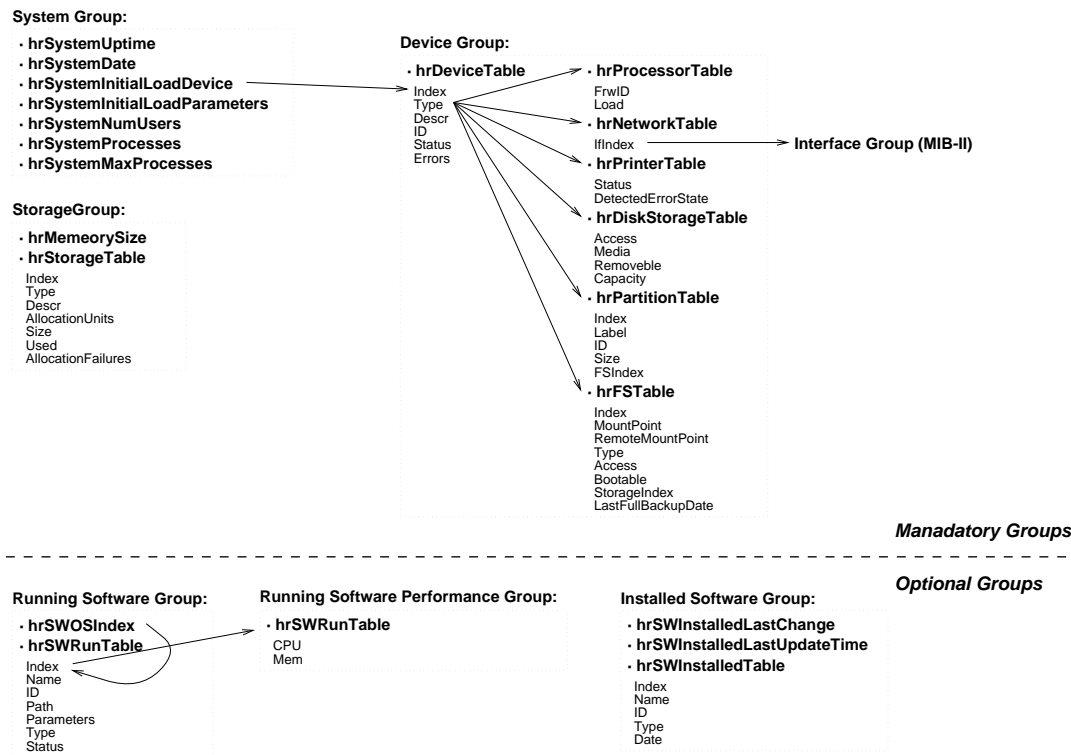 System Group:
· hrSystemUptime
· hrSystemDate
· hrSystemInitialLoadDevice
· hrSystemInitialLoadParameters
· hrSystemNumUsers
· hrSystemProcesses
· hrSystemMaxProcesses
StorageGroup:
· hrMemeorySize
· hrStorageTable
Index
Type
Descr
AllocationUnits
Size
Used
AllocationFailures
Device Group:
· hrDeviceTable
Index
Type
Descr
ID
Status
Errors
· hrProcessorTable
FrwID
Load
· hrNetworkTable
IfIndex
Interface Group (MIB-II)
· hrPrinterTable
Status
DetectedErrorState
· hrDiskStorageTable
Access
Media
Removeble
Capacity
· hrPartitionTable
Index
Label
ID
Size
FSIndex
· hrFSTable
Index
MountPoint
RemoteMountPoint
Type
Access
Bootable
StorageIndex
LastFullBackupDate
Manadatory Groups
Optional Groups
Running Software Group:
· hrSWOSIndex
· hrSWRunTable
Index
Name
ID
Path
Parameters
Type
Status
Running Software Performance Group:
· hrSWRunTable
CPU
Mem
Installed Software Group:
· hrSWInstalledLastChange
· hrSWInstalledLastUpdateTime
· hrSWInstalledTable
Index
Name
ID
Type
Date